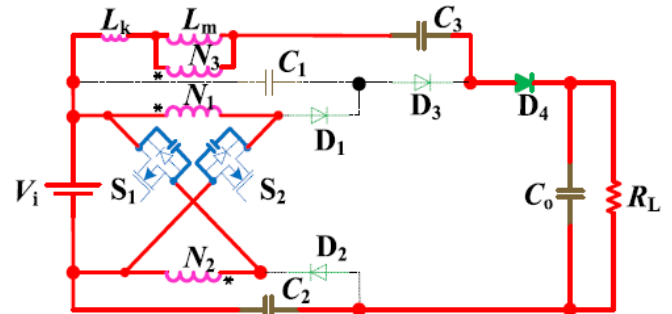 Lk Lm C3
* N3 C1
* N1 D1 D3 D4
S1 S2
Vi Co RL
N2 * D2
C2